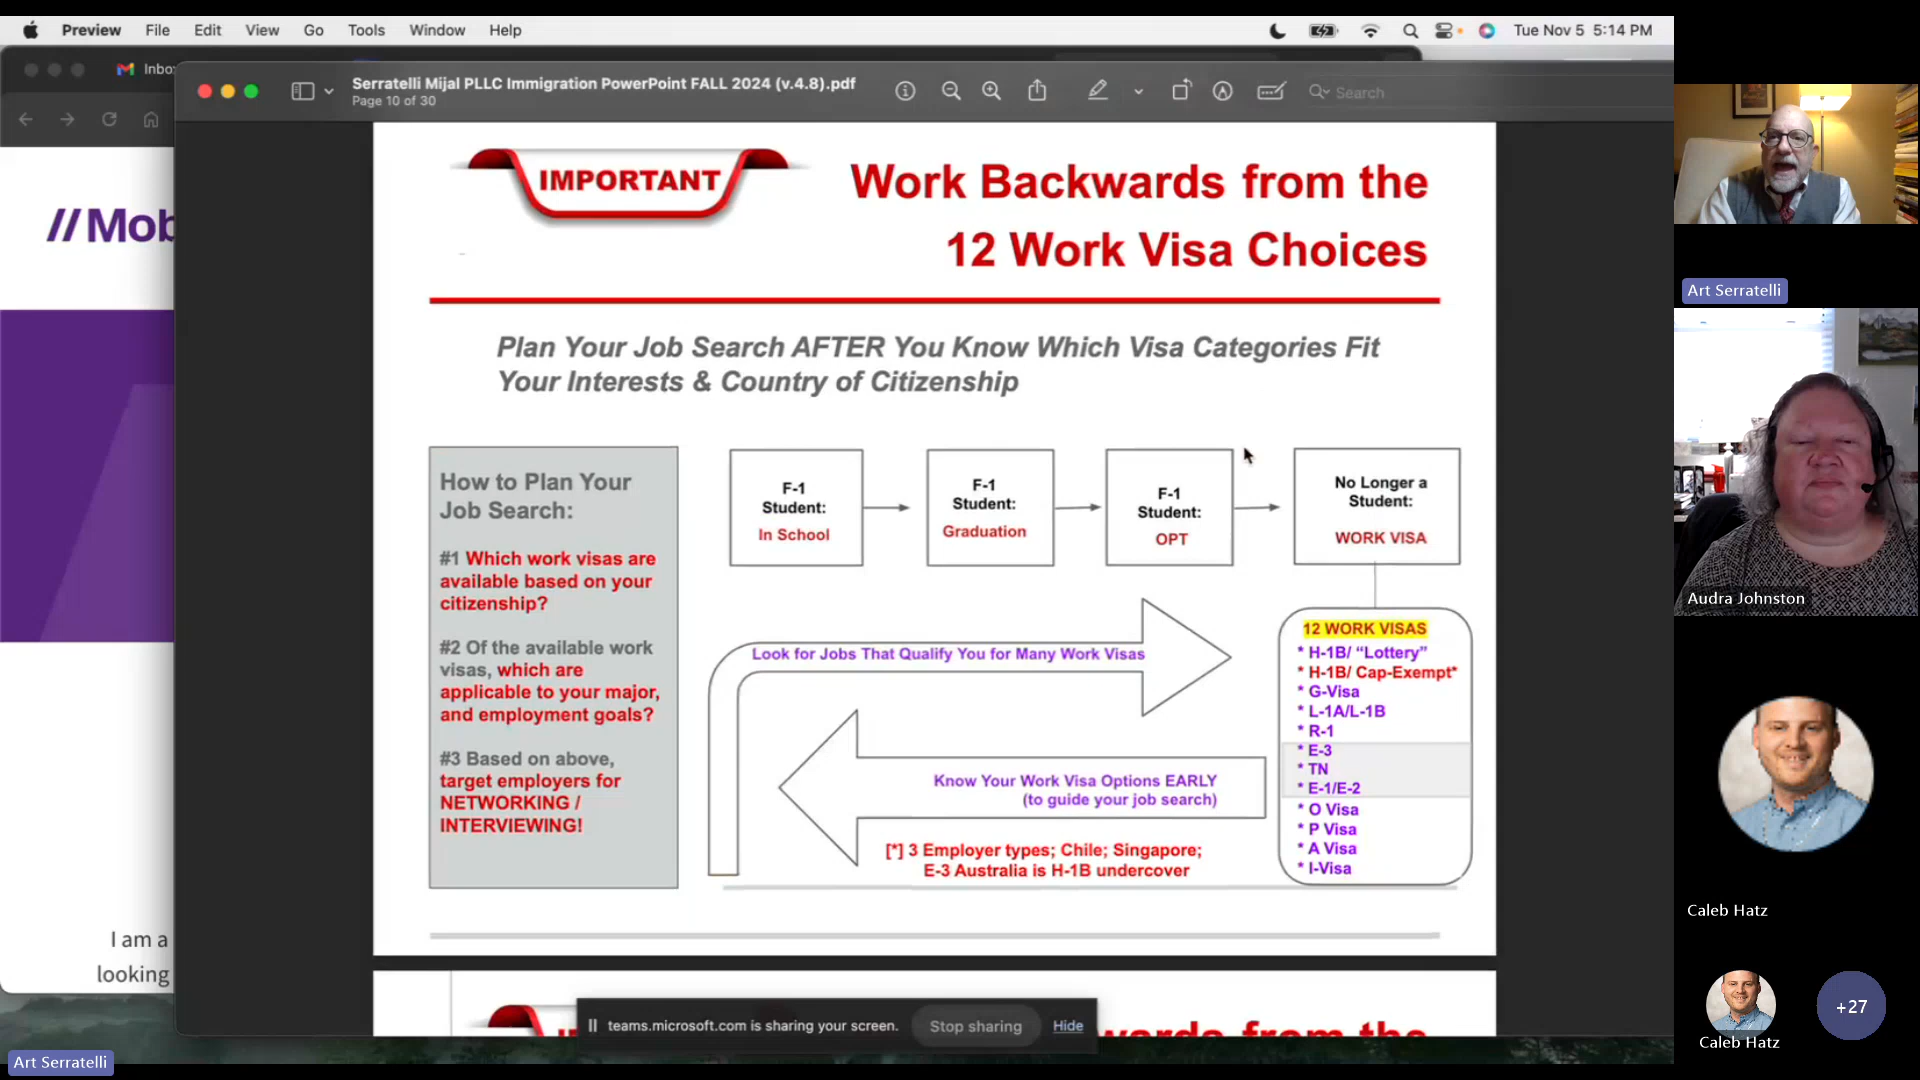 Preview File Edit View Go Tools Window Help
Tue Nov 5 5:14 PM
Inbo
Serratelli Mijal PLLC Immigration PowerPoint FALL 2024 (v.4.8).pdf
Page 10 of 30
Search
//Mob
I am a
looking
IMPORTANT
Work Backwards from the
12 Work Visa Choices
Plan Your Job Search AFTER You Know Which Visa Categories Fit
Your Interests & Country of Citizenship
How to Plan Your
Job Search:
#1 Which work visas are
available based on your
citizenship?
#2 Of the available work
visas, which are
applicable to your major,
and employment goals?
#3 Based on above,
target employers for
NETWORKING /
INTERVIEWING!
F-1
Student:
In School
F-1
Student:
Graduation
F-1
Student:
OPT
No Longer a
Student:
WORK VISA
Look for Jobs That Qualify You for Many Work Visas
Know Your Work Visa Options EARLY
(to guide your job search)
[*] 3 Employer types; Chile; Singapore;
E-3 Australia is H-1B undercover
12 WORK VISAS
* H-1B/ “Lottery”
* H-1B/ Cap-Exempt*
* G-Visa
* L-1A/L-1B
* R-1
* E-3
* TN
* E-1/E-2
* O Visa
* P Visa
* A Visa
* I-Visa
teams.microsoft.com is sharing your screen.
Stop sharing
Hide
Art Serratelli
Art Serratelli
Audra Johnston
Caleb Hatz
Caleb Hatz
+27